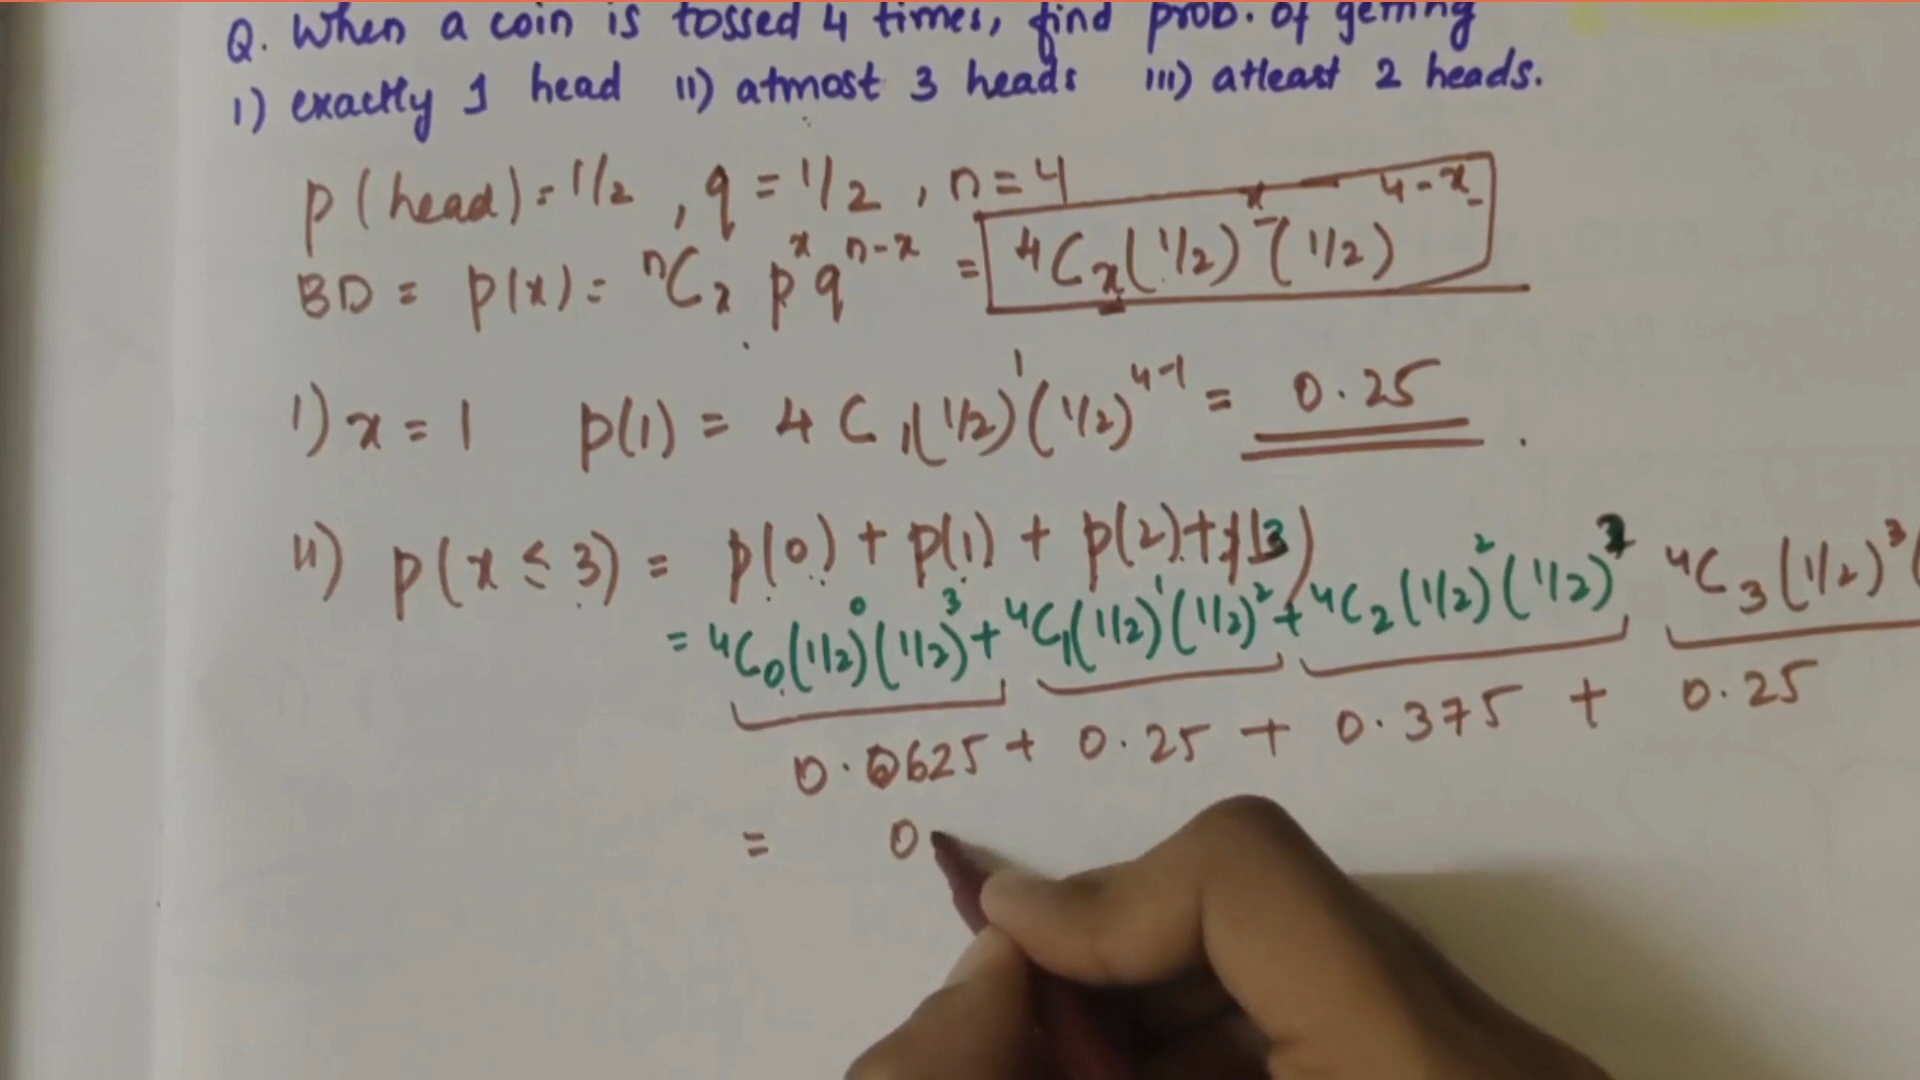 Q. When a coin is tossed 4 times, find prob. of getting
i) exactly 1 head ii) atmost 3 heads iii) atleast 2 heads.
p(head) = 1/2 , q = 1/2 , n = 4
BD = p(x) = ⁿCₓ pˣ qⁿ⁻ˣ = ⁴Cₓ (1/2)ˣ (1/2)⁴⁻ˣ
i) x = 1 p(1) = 4C₁(1/2)¹(1/2)⁴⁻¹ = 0.25
ii) p(x ≤ 3) = p(0) + p(1) + p(2) + p(3)
= ⁴C₀(1/2)⁰(1/2)³ + ⁴C₁(1/2)¹(1/2)² + ⁴C₂(1/2)²(1/2) ⁴C₃(1/2)³(
0.0625 + 0.25 + 0.375 + 0.25
= 0.